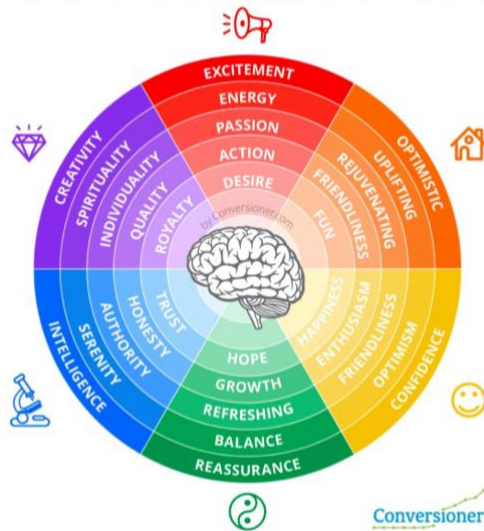 EXCITEMENT
ENERGY
PASSION
ACTION
DESIRE
by Conversioner.com
OPTIMISTIC
UPLIFTING
REJUVENATING
FRIENDLINESS
FUN
CONFIDENCE
OPTIMISM
FRIENDLINESS
ENTHUSIASM
HAPPINESS
HOPE
GROWTH
REFRESHING
BALANCE
REASSURANCE
INTELLIGENCE
SERENITY
AUTHORITY
HONESTY
TRUST
CREATIVITY
SPIRITUALITY
INDIVIDUALITY
QUALITY
ROYALTY
Conversioner